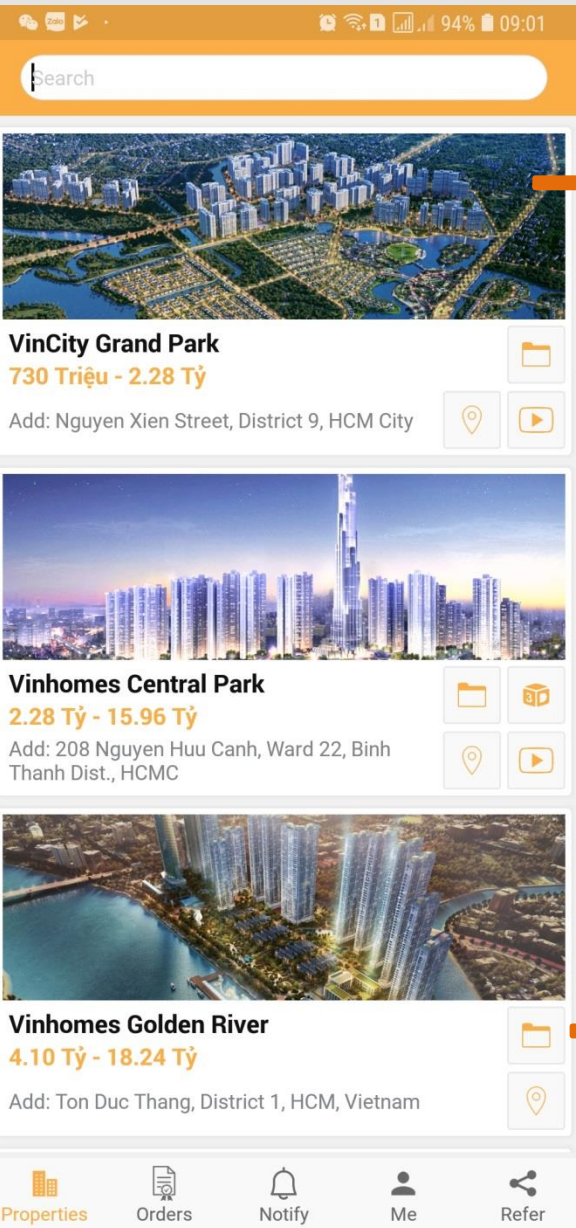 Zalo
1
94%
09:01
Search
VinCity Grand Park
730 Triệu - 2.28 Tỷ
Add: Nguyen Xien Street, District 9, HCM City
Vinhomes Central Park
2.28 Tỷ - 15.96 Tỷ
3D
Add: 208 Nguyen Huu Canh, Ward 22, Binh
Thanh Dist., HCMC
Vinhomes Golden River
4.10 Tỷ - 18.24 Tỷ
Add: Ton Duc Thang, District 1, HCM, Vietnam
Properties
Orders
Notify
Me
Refer